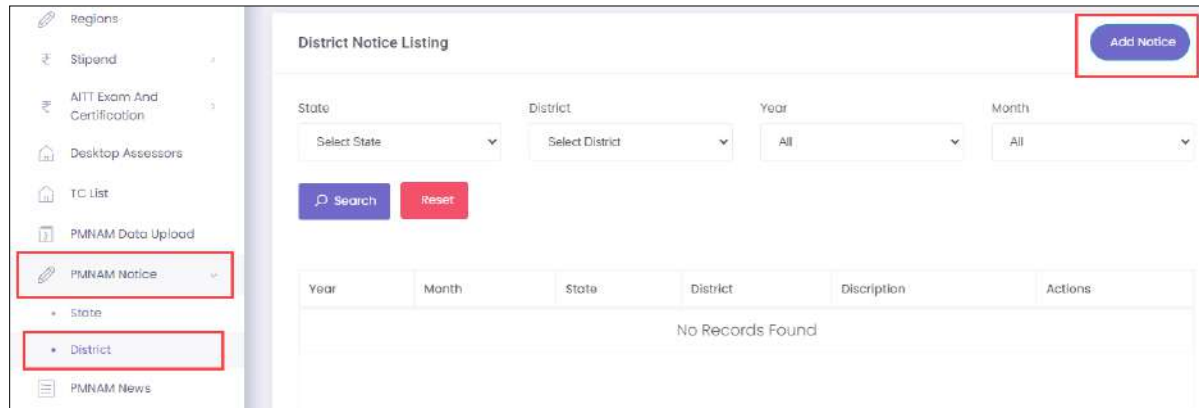 Regions
Stipend
AITT Exam And
Certification
Desktop Assessors
TC List
PMNAM Data Upload
PMNAM Notice
State
District
PMNAM News
District Notice Listing
Add Notice
State District Year Month
Select State Select District All All
Search Reset
Year Month State District Discription Actions
No Records Found